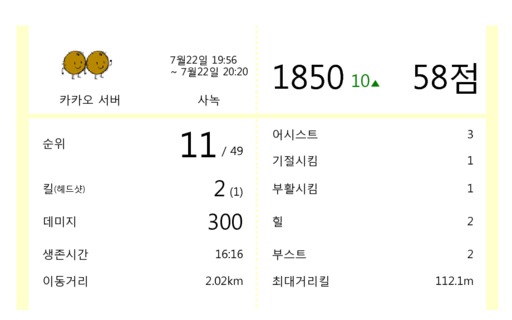 7월22일 19:56
~ 7월22일 20:20
카카오 서버
사녹
1850 10▲
58점
순위
11 / 49
킬(헤드샷)
2 (1)
데미지
300
생존시간
16:16
이동거리
2.02km
어시스트
3
기절시킴
1
부활시킴
1
힐
2
부스트
2
최대거리킬
112.1m